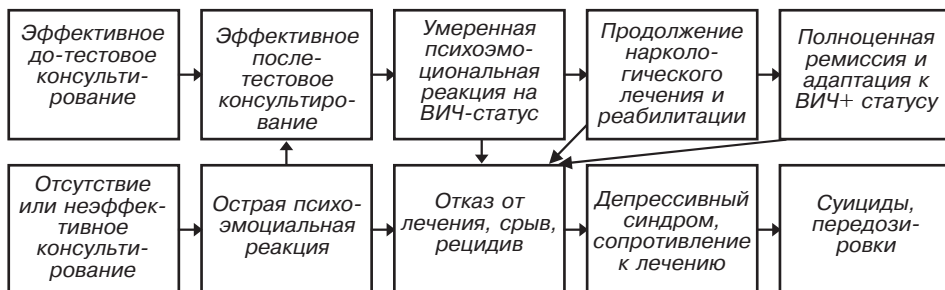 Эффективное
до-тестовое
консульти-
рование
Эффективное
после-
тестовое
консультиро-
вание
Умеренная
психоэмо-
циональная
реакция на
ВИЧ-статус
Продолжение
нарколо-
гического
лечения и
реабилитации
Полноценная
ремиссия и
адаптация к
ВИЧ+ статусу
Отсутствие
или неэффек-
тивное
консульти-
рование
Острая психо-
эмоциальная
реакция
Отказ от
лечения, срыв,
рецидив
Депрессивный
синдром,
сопротивление
к лечению
Суициды,
передози-
ровки